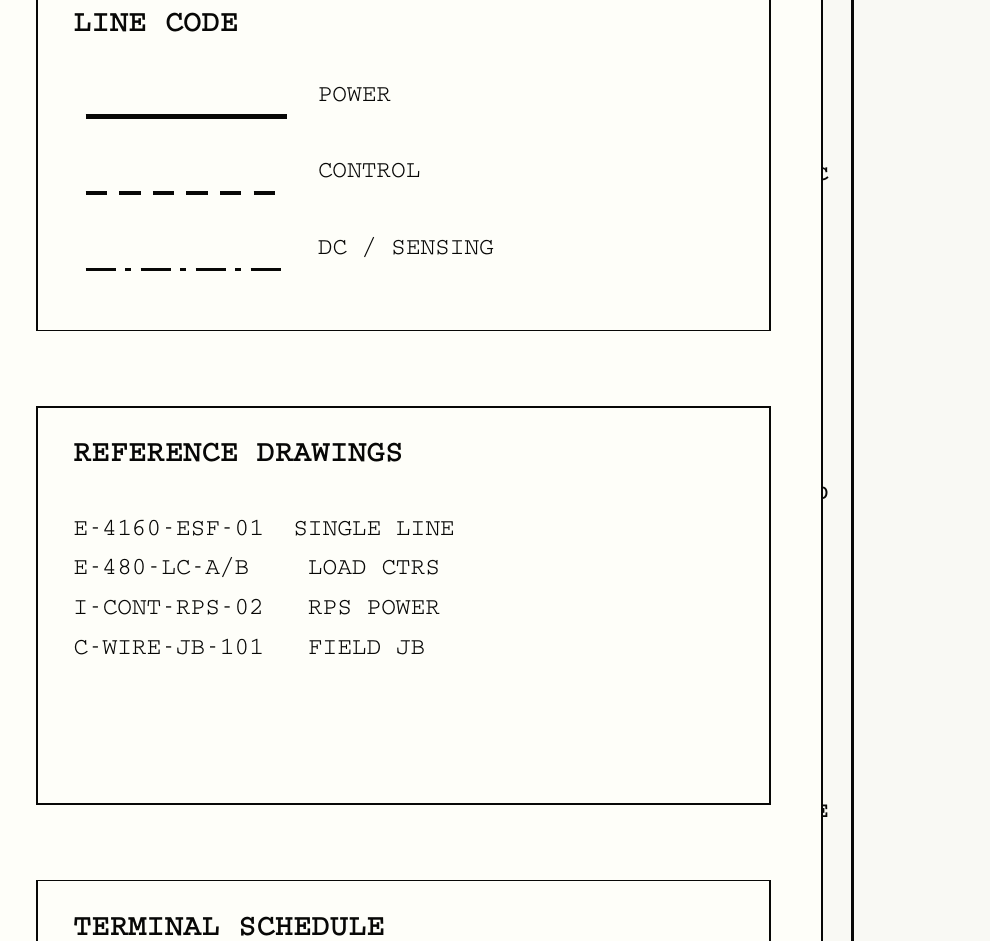 LINE CODE
POWER
CONTROL
DC / SENSING
REFERENCE DRAWINGS
E-4160-ESF-01 SINGLE LINE
E-480-LC-A/B LOAD CTRS
I-CONT-RPS-02 RPS POWER
C-WIRE-JB-101 FIELD JB
TERMINAL SCHEDULE